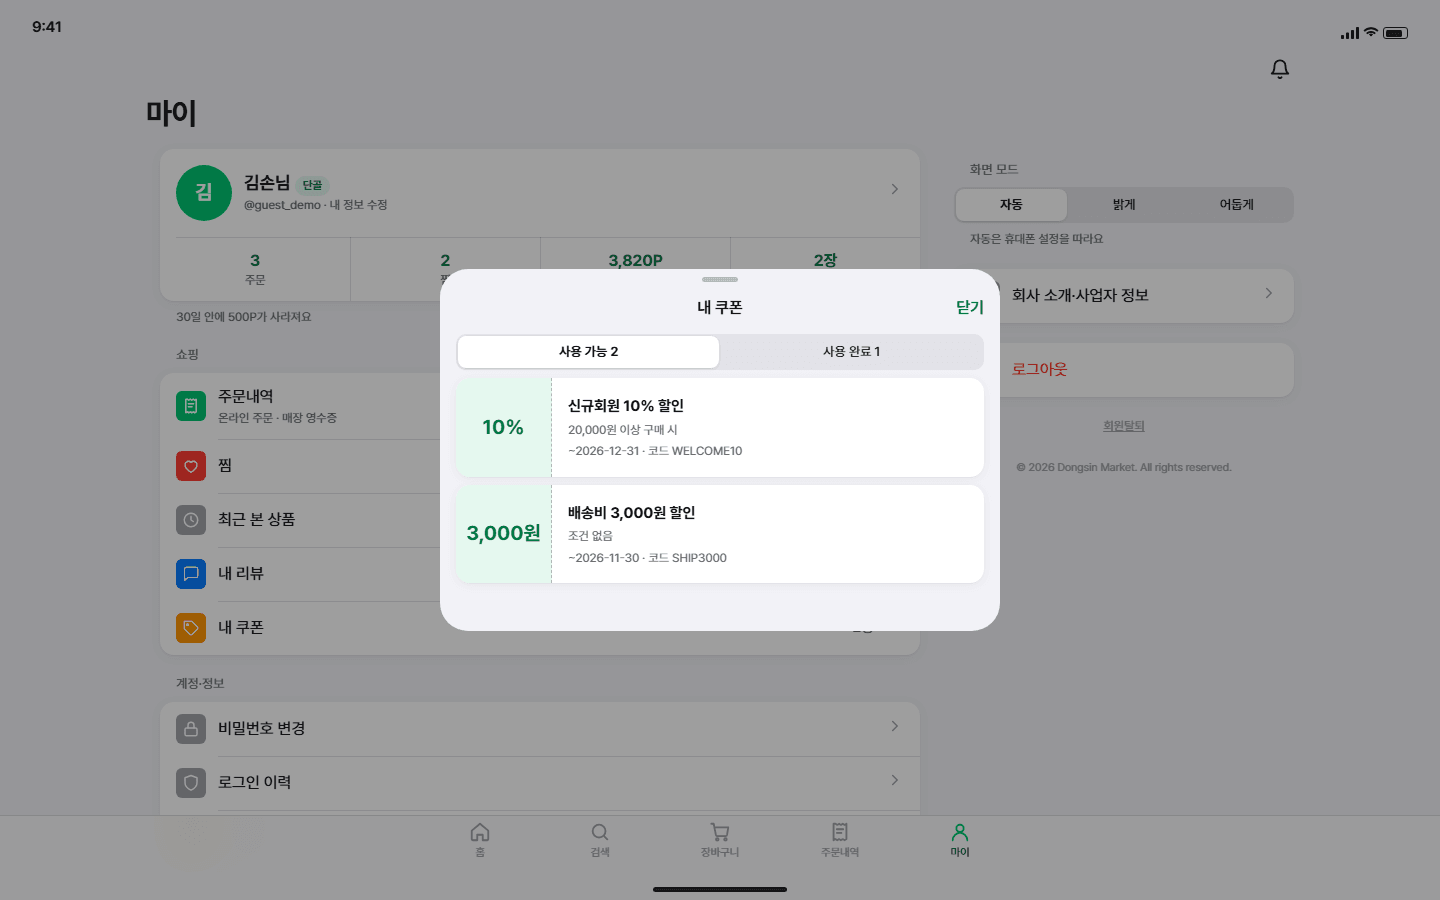 9:41
마이
김
김손님 단골
@guest_demo · 내 정보 수정
3
주문
2
3,820P
2장
30일 안에 500P가 사라져요
쇼핑
주문내역
온라인 주문 · 매장 영수증
찜
최근 본 상품
내 리뷰
내 쿠폰
계정·정보
비밀번호 변경
로그인 이력
화면 모드
자동
밝게
어둡게
자동은 휴대폰 설정을 따라요
회사 소개·사업자 정보
로그아웃
회원탈퇴
© 2026 Dongsin Market. All rights reserved.
내 쿠폰
닫기
사용 가능 2
사용 완료 1
10%
신규회원 10% 할인
20,000원 이상 구매 시
~2026-12-31 · 코드 WELCOME10
3,000원
배송비 3,000원 할인
조건 없음
~2026-11-30 · 코드 SHIP3000
홈
검색
장바구니
주문내역
마이